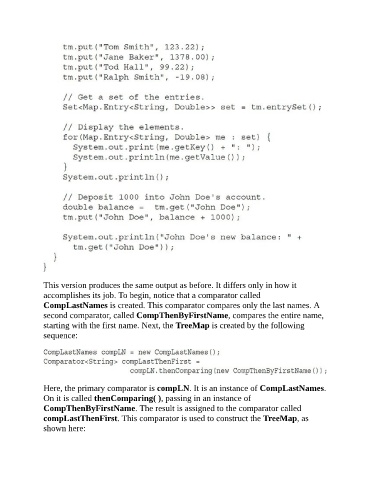 tm.put("Tom Smith", 123.22);
tm.put("Jane Baker", 1378.00);
tm.put("Tod Hall", 99.22);
tm.put("Ralph Smith", -19.08);
// Get a set of the entries.
Set<Map.Entry<String, Double>> set = tm.entrySet();
// Display the elements.
for(Map.Entry<String, Double> me : set) {
System.out.print(me.getKey() + ": ");
System.out.println(me.getValue());
}
System.out.println();
// Deposit 1000 into John Doe's account.
double balance = tm.get("John Doe");
tm.put("John Doe", balance + 1000);
System.out.println("John Doe's new balance: " +
tm.get("John Doe"));
}
}
This version produces the same output as before. It differs only in how it
accomplishes its job. To begin, notice that a comparator called
CompLastNames is created. This comparator compares only the last names. A
second comparator, called CompThenByFirstName, compares the entire name,
starting with the first name. Next, the TreeMap is created by the following
sequence:
CompLastNames compLN = new CompLastNames();
Comparator<String> compLastThenFirst =
compLN.thenComparing(new CompThenByFirstName());
Here, the primary comparator is compLN. It is an instance of CompLastNames.
On it is called thenComparing( ), passing in an instance of
CompThenByFirstName. The result is assigned to the comparator called
compLastThenFirst. This comparator is used to construct the TreeMap, as
shown here: